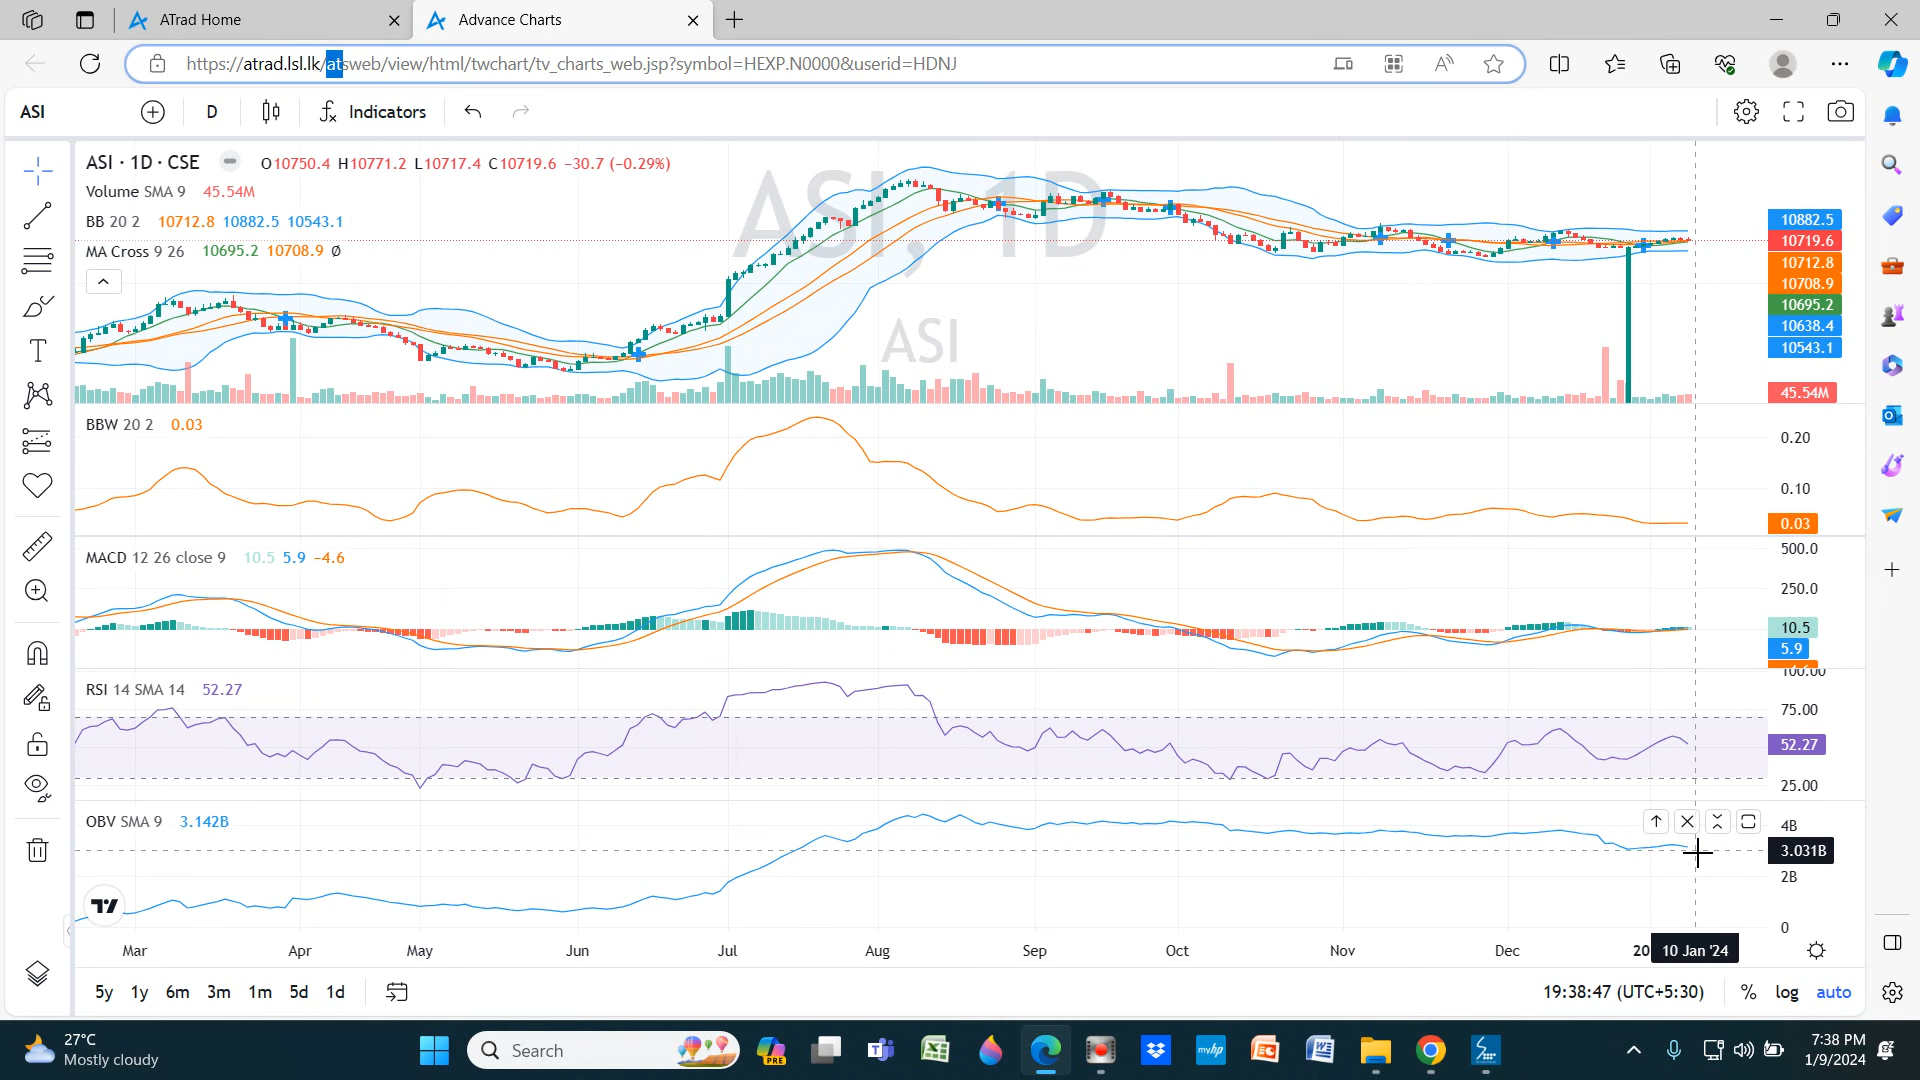 ATrad Home
Advance Charts
https://atrad.lsl.lk/atsweb/view/html/twchart/tv_charts_web.jsp?symbol=HEXP.N0000&userid=HDNJ
ASI
D
Indicators
ASI · 1D · CSE
O10750.4 H10771.2 L10717.4 C10719.6 −30.7 (−0.29%)
Volume SMA 9 45.54M
BB 20 2 10712.8 10882.5 10543.1
MA Cross 9 26 10695.2 10708.9 Ø
ASI, 1D
ASI
10882.5
10719.6
10712.8
10708.9
10695.2
10638.4
10543.1
45.54M
BBW 20 2 0.03
0.20
0.10
0.03
MACD 12 26 close 9 10.5 5.9 −4.6
500.0
250.0
10.5
5.9
RSI 14 SMA 14 52.27
100.00
75.00
52.27
25.00
OBV SMA 9 3.142B
4B
3.031B
2B
0
Mar Apr May Jun Jul Aug Sep Oct Nov Dec 20 10 Jan '24
5y 1y 6m 3m 1m 5d 1d
19:38:47 (UTC+5:30)
% log auto
27°C
Mostly cloudy
Search
PRE
myhp
7:38 PM
1/9/2024